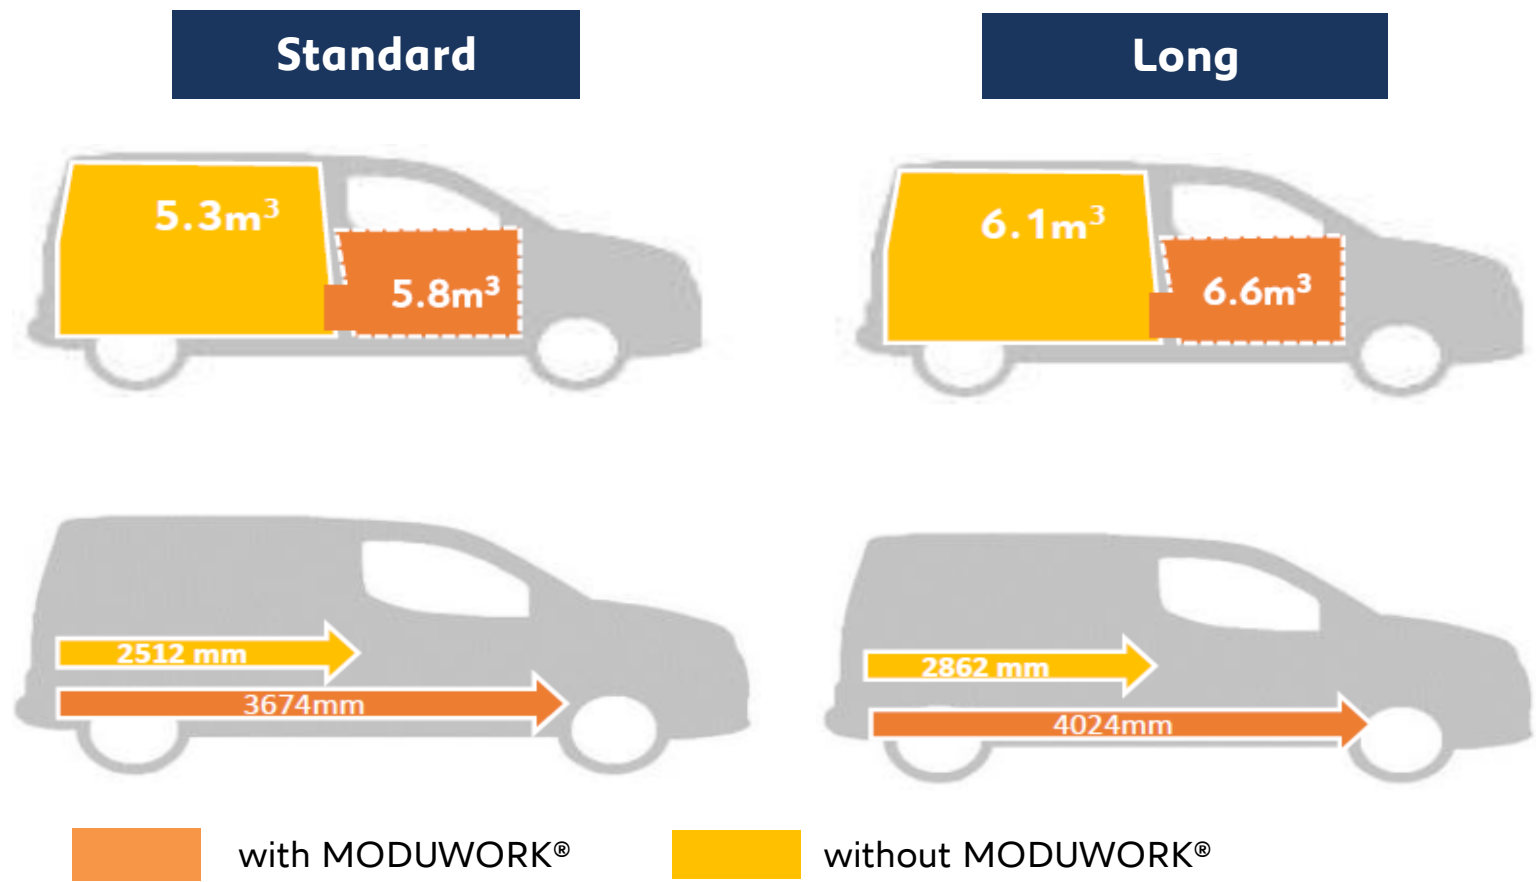 Standard
Long
5.3m³
5.8m³
6.1m³
6.6m³
2512 mm
3674mm
2862 mm
4024mm
with MODUWORK®
without MODUWORK®